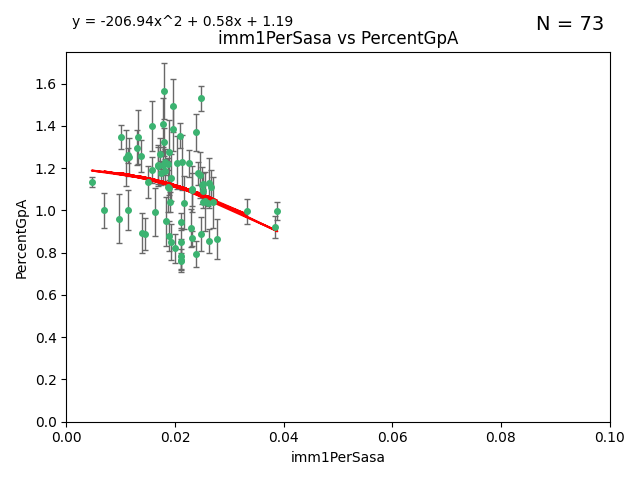 y = -206.94x^2 + 0.58x + 1.19
N = 73
imm1PerSasa vs PercentGpA
1.6
1.4
1.2
1.0
0.8
0.6
0.4
0.2
0.0
PercentGpA
0.00 0.02 0.04 0.06 0.08 0.10
imm1PerSasa